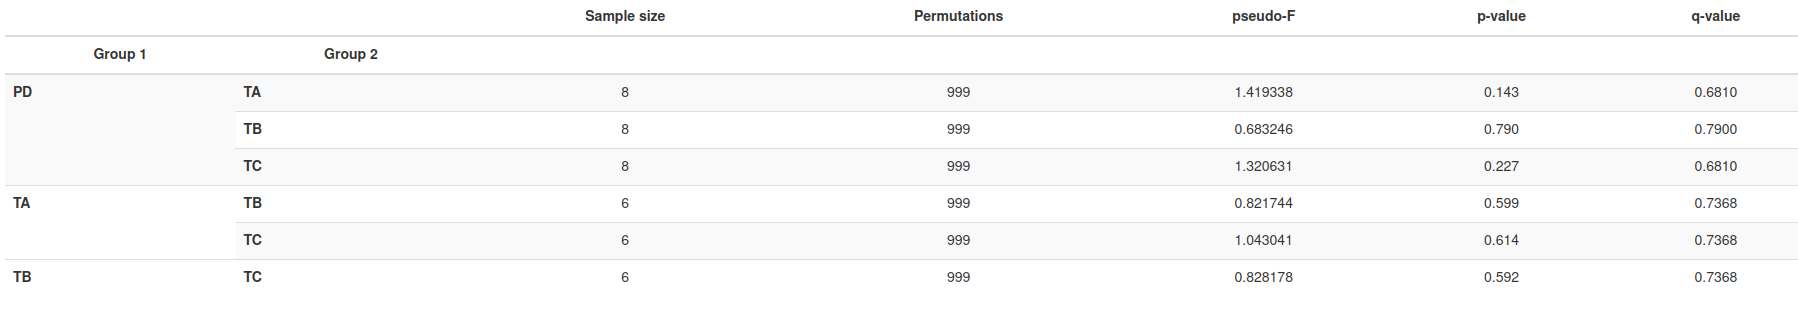 Sample size Permutations pseudo-F p-value q-value
Group 1 Group 2
PD TA 8 999 1.419338 0.143 0.6810
TB 8 999 0.683246 0.790 0.7900
TC 8 999 1.320631 0.227 0.6810
TA TB 6 999 0.821744 0.599 0.7368
TC 6 999 1.043041 0.614 0.7368
TB TC 6 999 0.828178 0.592 0.7368